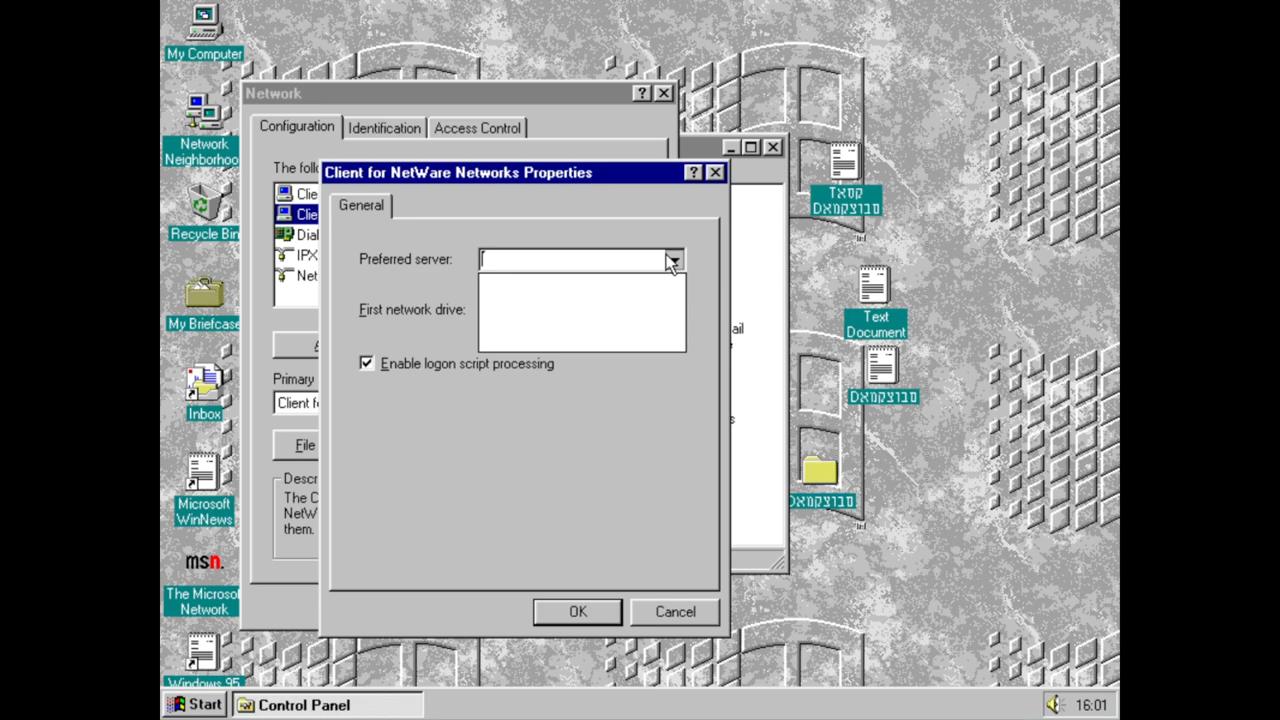 My Computer
Network
Neighborhoo
Recycle Bin
My Briefcase
Inbox
Microsoft
WinNews
msn.
The Microsof
Network
Windows 95
Network
Configuration
Identification
Access Control
The follo
Clie
Clie
Dial
IPX
Net
Primary
Client fo
File
Descr
The C
NetW
them.
Client for NetWare Networks Properties
General
Preferred server:
First network drive:
Enable logon script processing
OK
Cancel
ail
s
Text
Document
Start
Control Panel
16:01